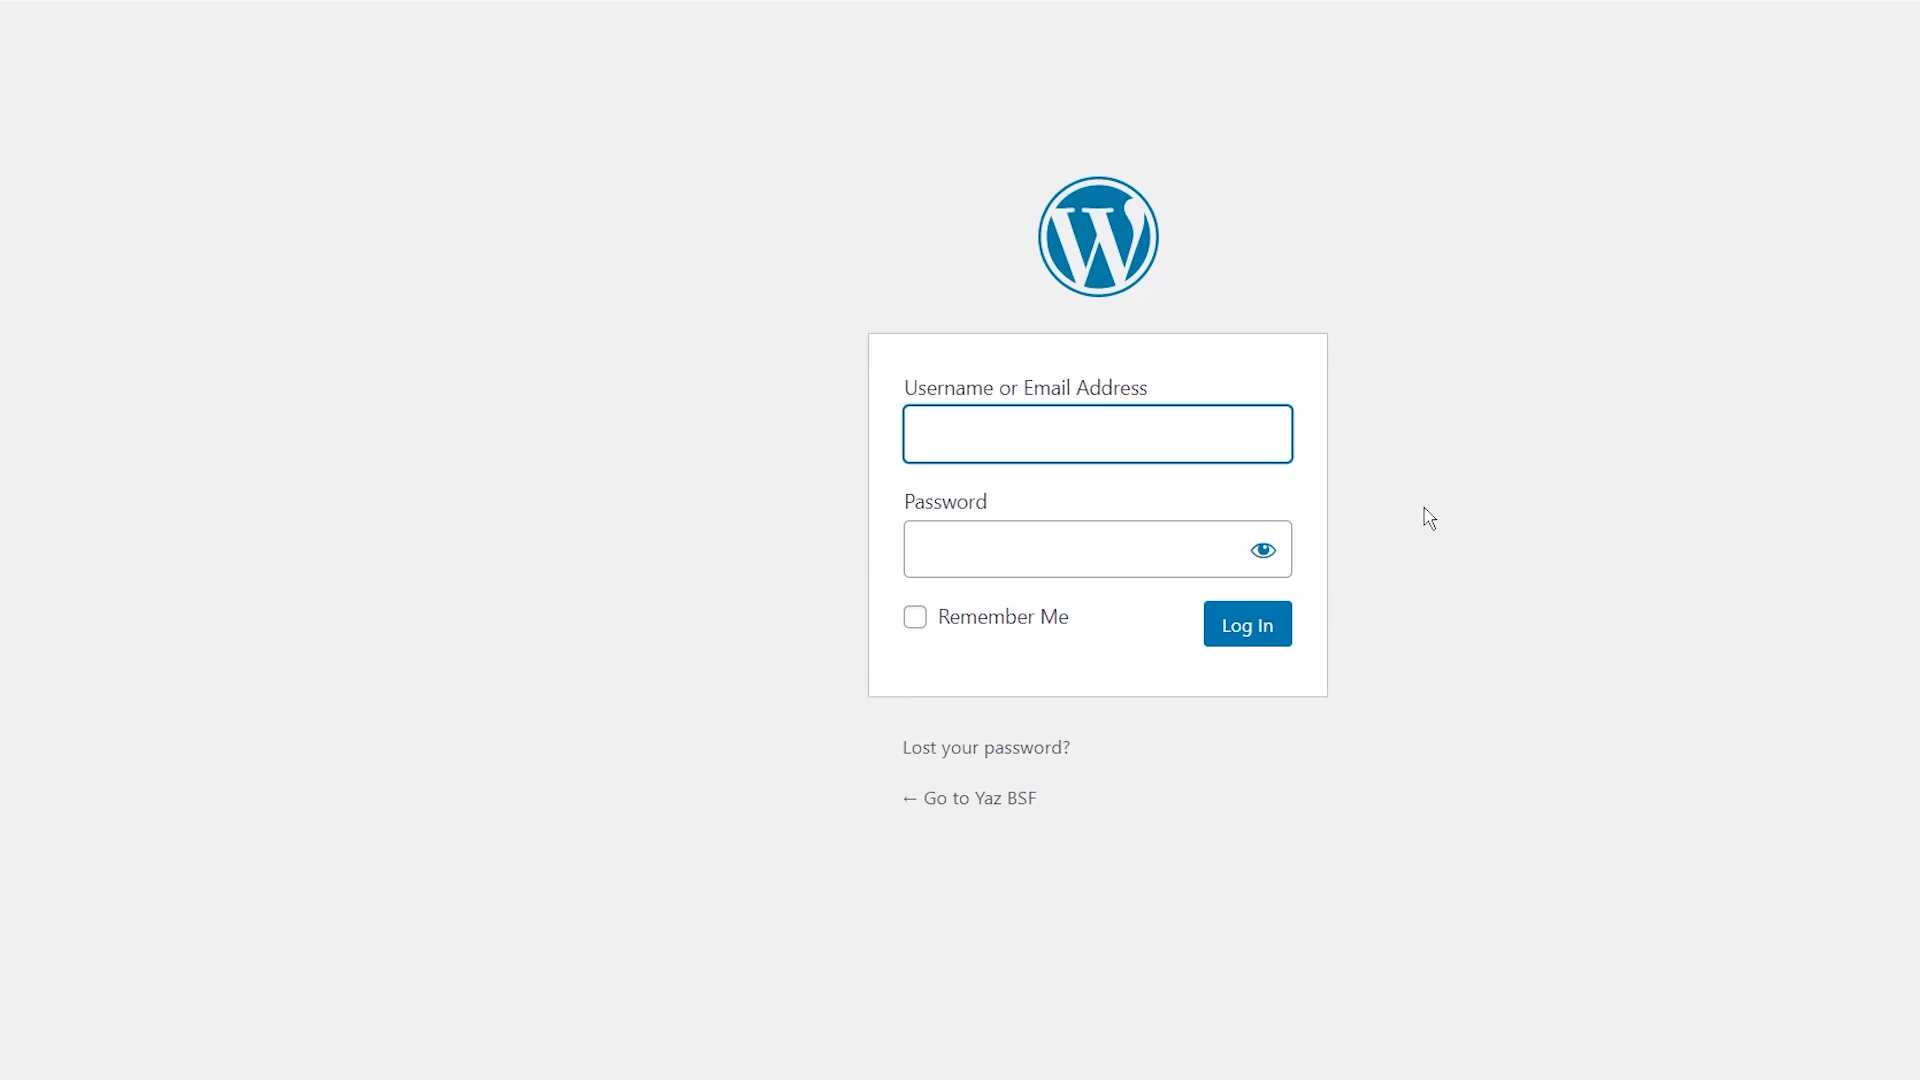 Username or Email Address
Password
Remember Me
Log In
Lost your password?
← Go to Yaz BSF